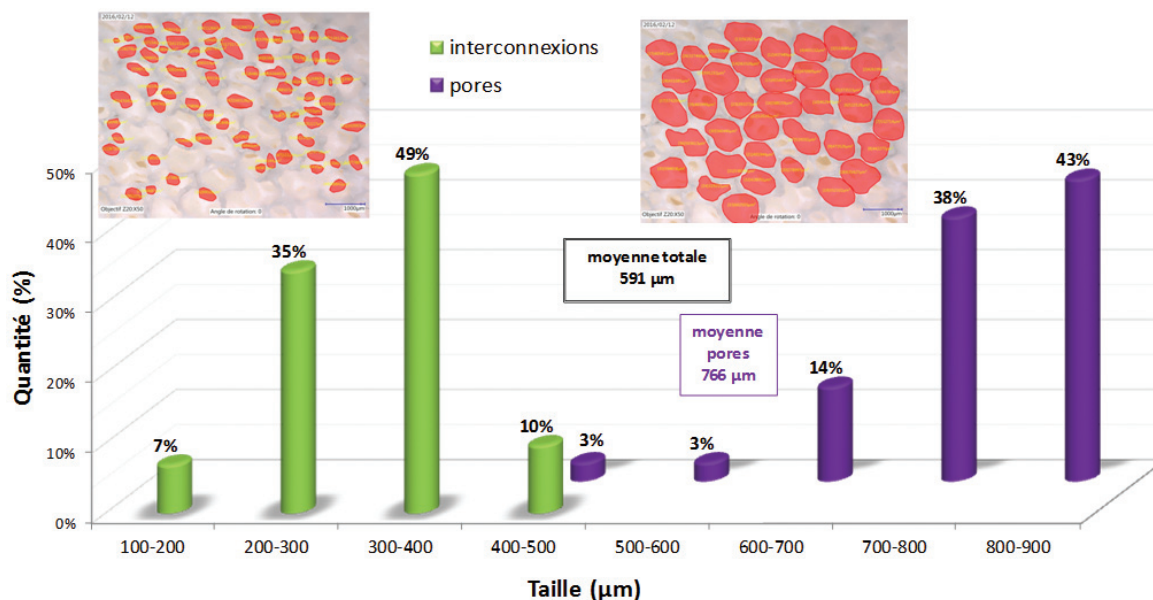 2016/02/12
Objectif Z20:X50
Angle de rotation: 0
1000µm
interconnexions
pores
2016/02/12
Objectif Z20:X50
Angle de rotation: 0
1000µm
moyenne totale
591 µm
moyenne
pores
766 µm
Quantité (%)
50%
40%
30%
20%
10%
0%
7%
35%
49%
10%
3%
3%
14%
38%
43%
100-200
200-300
300-400
400-500
500-600
600-700
700-800
800-900
Taille (µm)